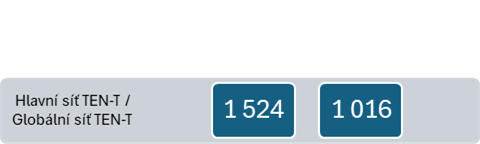 Hlavní síť TEN-T /
Globální síť TEN-T
1 524
1 016